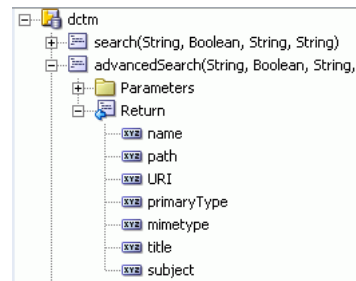 dctm
search(String, Boolean, String, String)
advancedSearch(String, Boolean, String,
Parameters
Return
xyz name
xyz path
xyz URI
xyz primaryType
xyz mimetype
xyz title
xyz subject